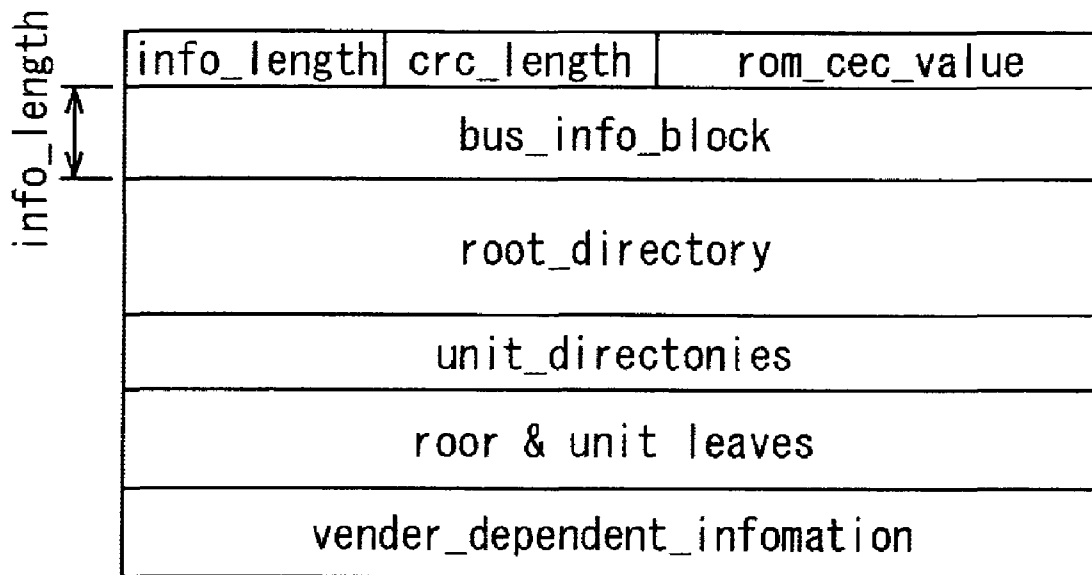 info_length
info_length crc_length rom_cec_value
bus_info_block
root_directory
unit_directonies
roor & unit leaves
vender_dependent_infomation